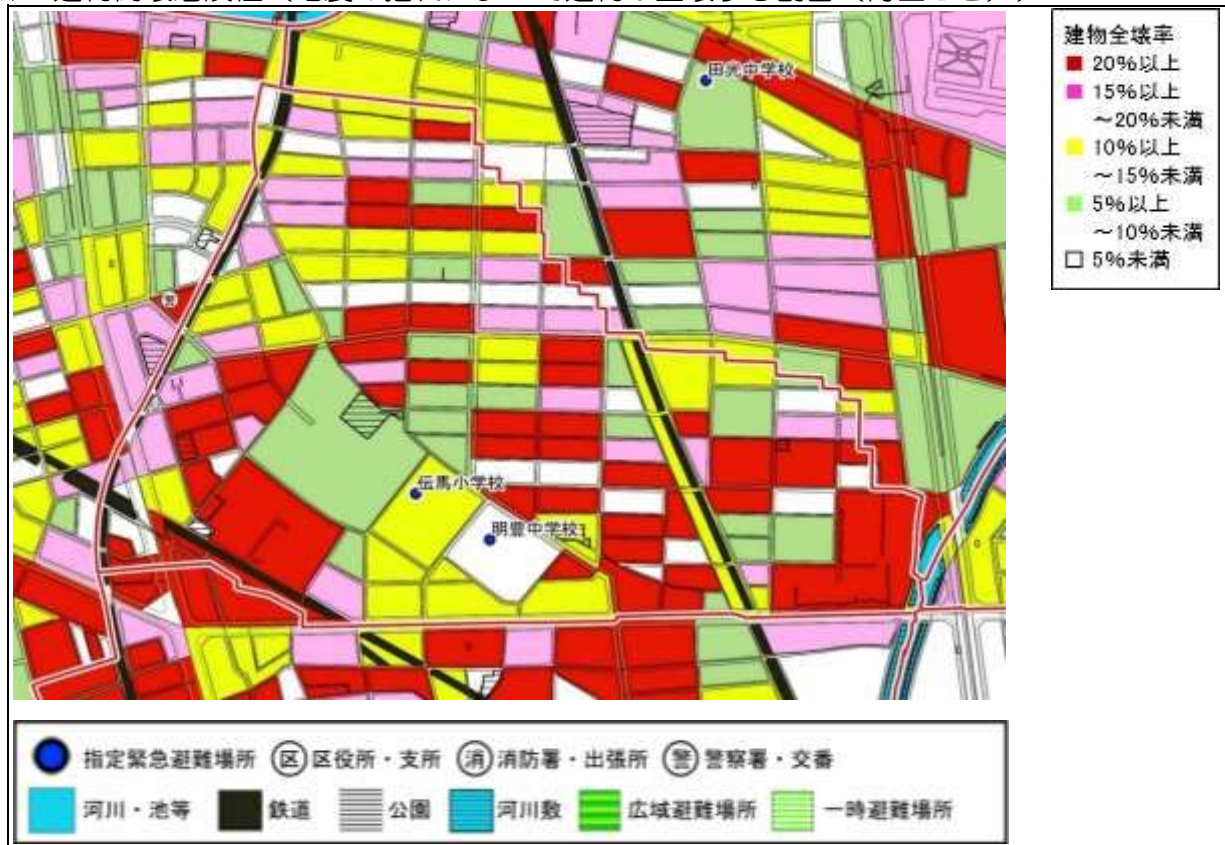 建物全壊率
20%以上
15%以上
～20%未満
10%以上
～15%未満
5%以上
～10%未満
5%未満
田光中学校
警
伝馬小学校
明豊中学校
指定緊急避難場所 区 区役所・支所 消 消防署・出張所 警 警察署・交番
河川・池等 鉄道 公園 河川敷 広域避難場所 一時避難場所